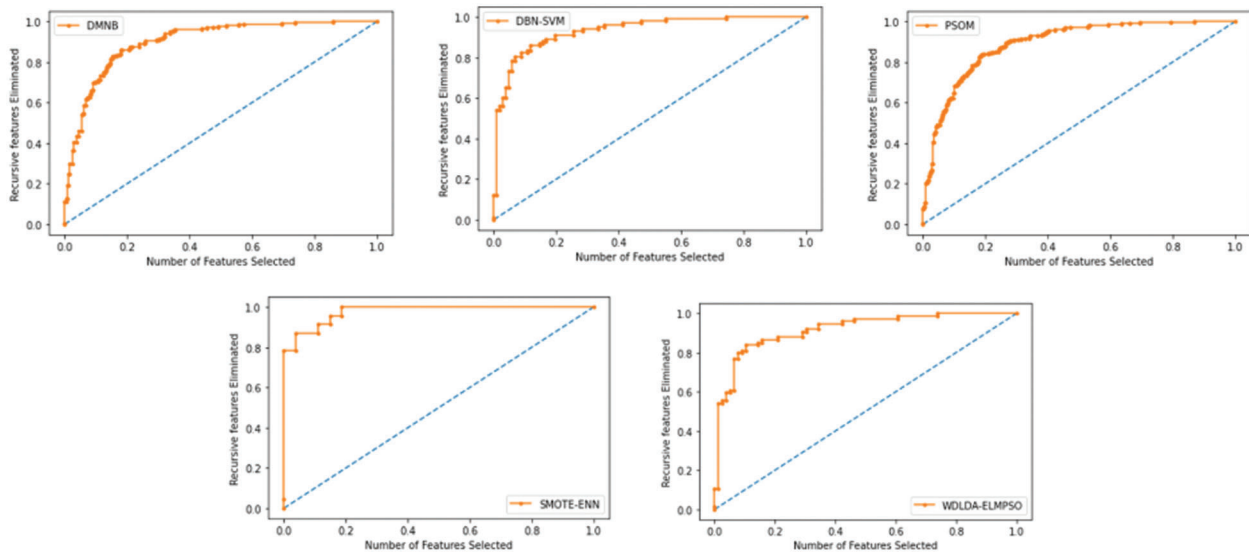 DMNB
Recursive features Eliminated
1.0
0.8
0.6
0.4
0.2
0.0
0.0 0.2 0.4 0.6 0.8 1.0
Number of Features Selected
DBN-SVM
Recursive features Eliminated
1.0
0.8
0.6
0.4
0.2
0.0
0.0 0.2 0.4 0.6 0.8 1.0
Number of Features Selected
PSOM
Recursive features Eliminated
1.0
0.8
0.6
0.4
0.2
0.0
0.0 0.2 0.4 0.6 0.8 1.0
Number of Features Selected
Recursive features Eliminated
1.0
0.8
0.6
0.4
0.2
0.0
SMOTE-ENN
0.0 0.2 0.4 0.6 0.8 1.0
Number of Features Selected
Recursive features Eliminated
1.0
0.8
0.6
0.4
0.2
0.0
WDLDA-ELMPSO
0.0 0.2 0.4 0.6 0.8 1.0
Number of Features Selected